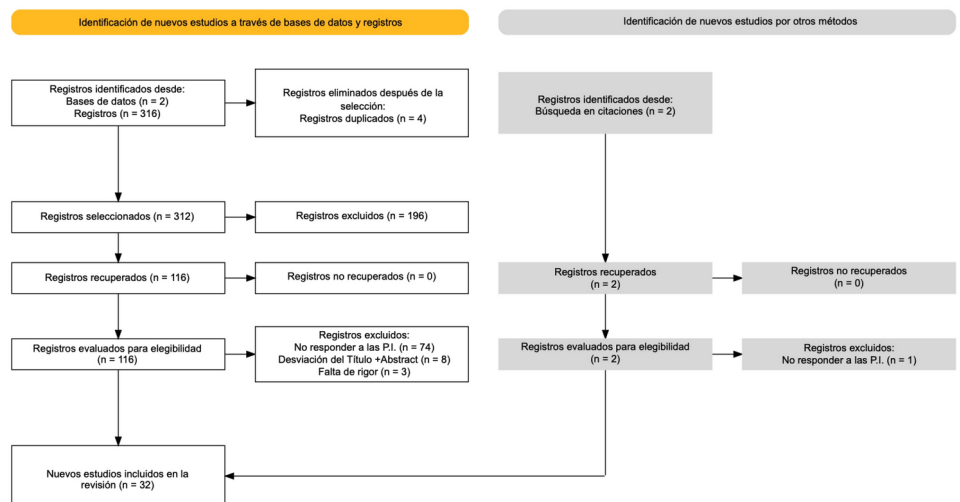 Identificación de nuevos estudios a través de bases de datos y registros
Identificación de nuevos estudios por otros métodos
Registros identificados desde:
Bases de datos (n = 2)
Registros (n = 316)
Registros eliminados después de la
selección:
Registros duplicados (n = 4)
Registros identificados desde:
Búsqueda en citaciones (n = 2)
Registros seleccionados (n = 312)
Registros excluidos (n = 196)
Registros recuperados (n = 116)
Registros no recuperados (n = 0)
Registros recuperados
(n = 2)
Registros no recuperados
(n = 0)
Registros evaluados para elegibilidad
(n = 116)
Registros excluidos:
No responder a las P.I. (n = 74)
Desviación del Título +Abstract (n = 8)
Falta de rigor (n = 3)
Registros evaluados para elegibilidad
(n = 2)
Registros excluidos:
No responder a las P.I. (n = 1)
Nuevos estudios incluidos en la
revisión (n = 32)